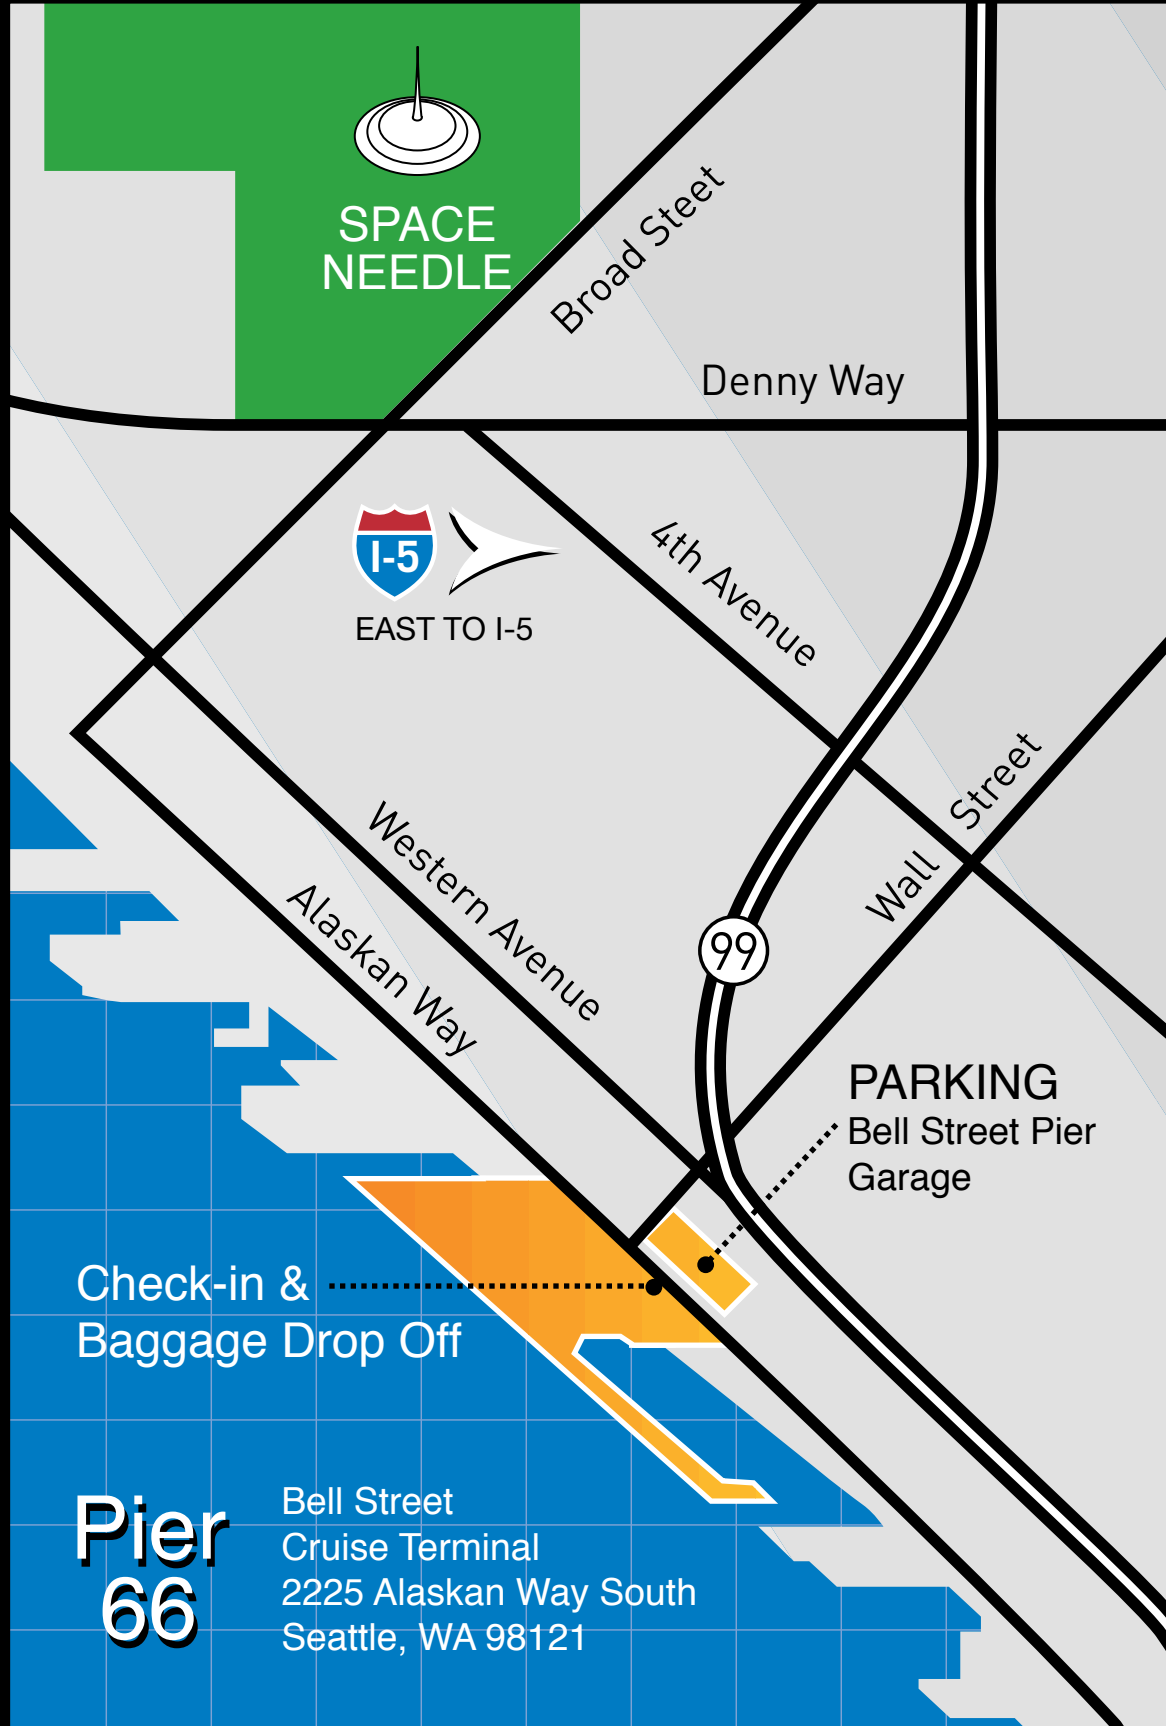 SPACE
NEEDLE
Broad Steet
Denny Way
I-5
EAST TO I-5
4th Avenue
Wall Street
Western Avenue
Alaskan Way
99
PARKING
Bell Street Pier
Garage
Check-in &
Baggage Drop Off
Pier
66
Bell Street
Cruise Terminal
2225 Alaskan Way South
Seattle, WA 98121